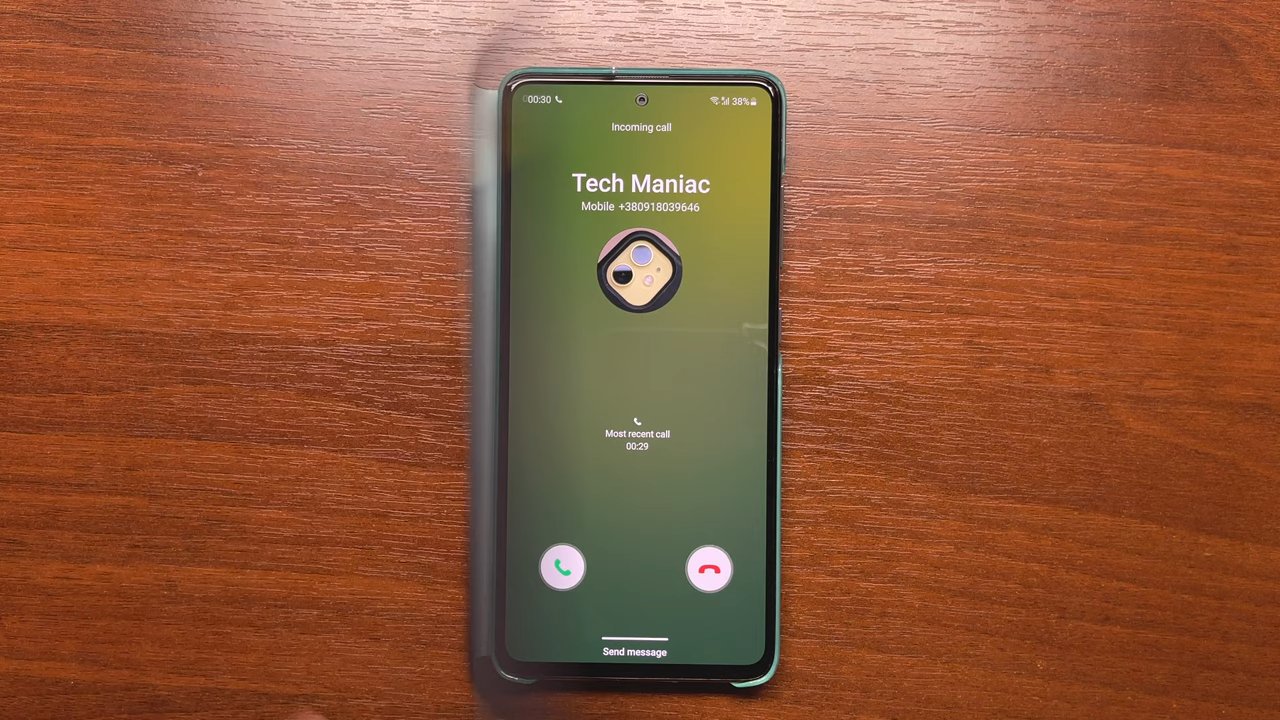 00:30
38%
Incoming call
Tech Maniac
Mobile +380918039646
Most recent call
00:29
Send message